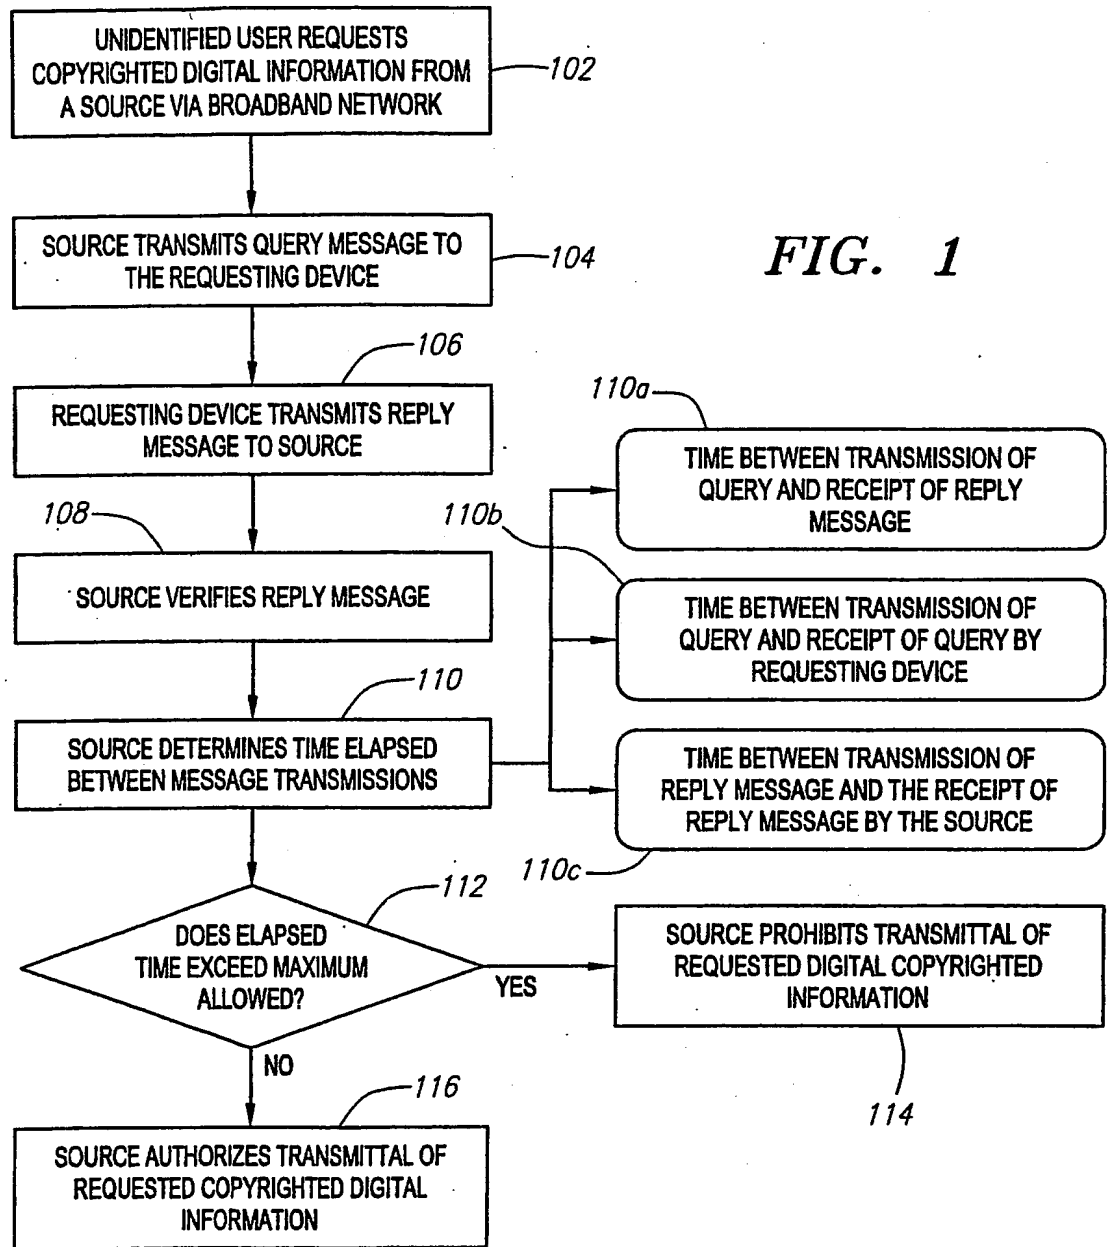 UNIDENTIFIED USER REQUESTS
COPYRIGHTED DIGITAL INFORMATION FROM
A SOURCE VIA BROADBAND NETWORK
102
SOURCE TRANSMITS QUERY MESSAGE TO
THE REQUESTING DEVICE
104
FIG. 1
106
REQUESTING DEVICE TRANSMITS REPLY
MESSAGE TO SOURCE
108
SOURCE VERIFIES REPLY MESSAGE
110
SOURCE DETERMINES TIME ELAPSED
BETWEEN MESSAGE TRANSMISSIONS
110a
TIME BETWEEN TRANSMISSION OF
QUERY AND RECEIPT OF REPLY
MESSAGE
110b
TIME BETWEEN TRANSMISSION OF
QUERY AND RECEIPT OF QUERY BY
REQUESTING DEVICE
TIME BETWEEN TRANSMISSION OF
REPLY MESSAGE AND THE RECEIPT OF
REPLY MESSAGE BY THE SOURCE
110c
112
DOES ELAPSED
TIME EXCEED MAXIMUM
ALLOWED?
YES
SOURCE PROHIBITS TRANSMITTAL OF
REQUESTED DIGITAL COPYRIGHTED
INFORMATION
114
NO
116
SOURCE AUTHORIZES TRANSMITTAL OF
REQUESTED COPYRIGHTED DIGITAL
INFORMATION